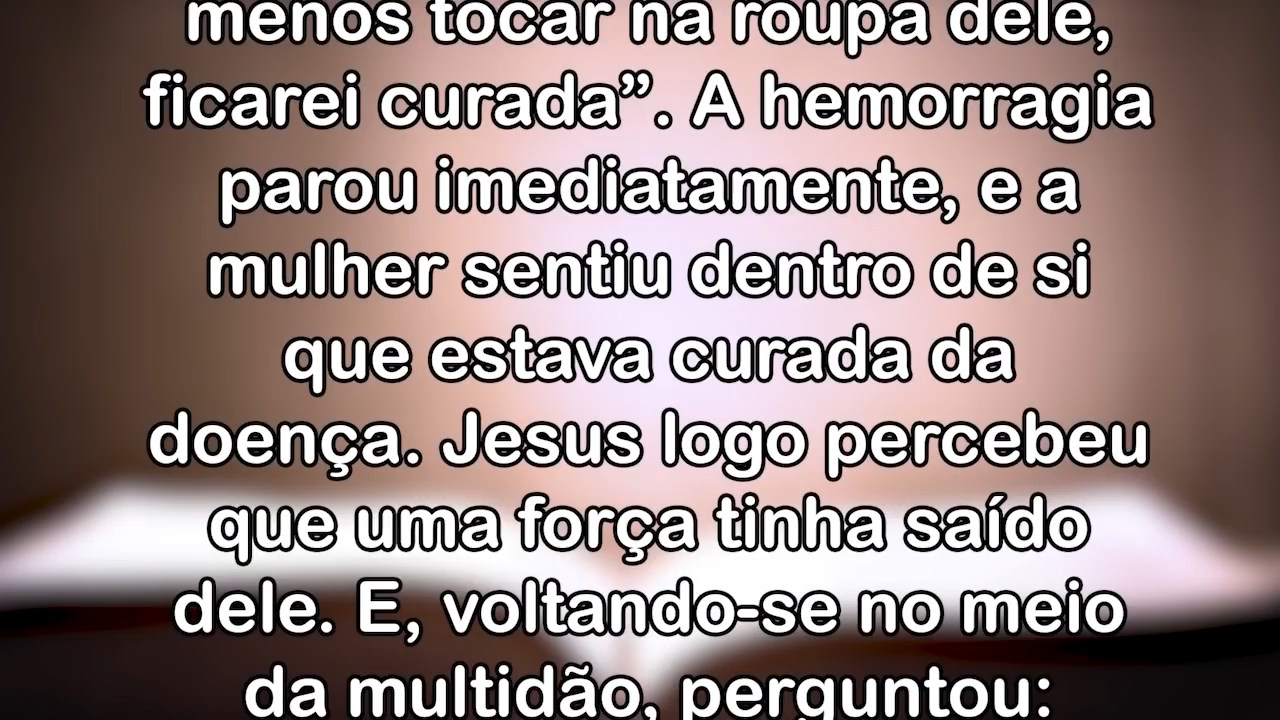 menos tocar na roupa dele,
ficarei curada”. A hemorragia
parou imediatamente, e a
mulher sentiu dentro de si
que estava curada da
doença. Jesus logo percebeu
que uma força tinha saído
dele. E, voltando-se no meio
da multidão, perguntou: